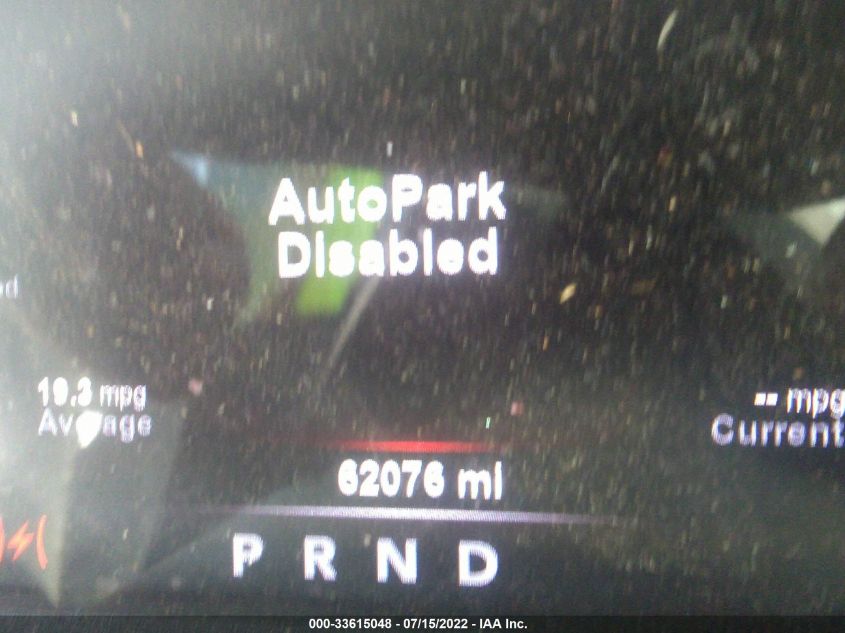 AutoPark
Disabled
19.3 mpg
Average
-- mpg
Current
62076 mi
P R N D
000-33615048 - 07/15/2022 - IAA Inc.